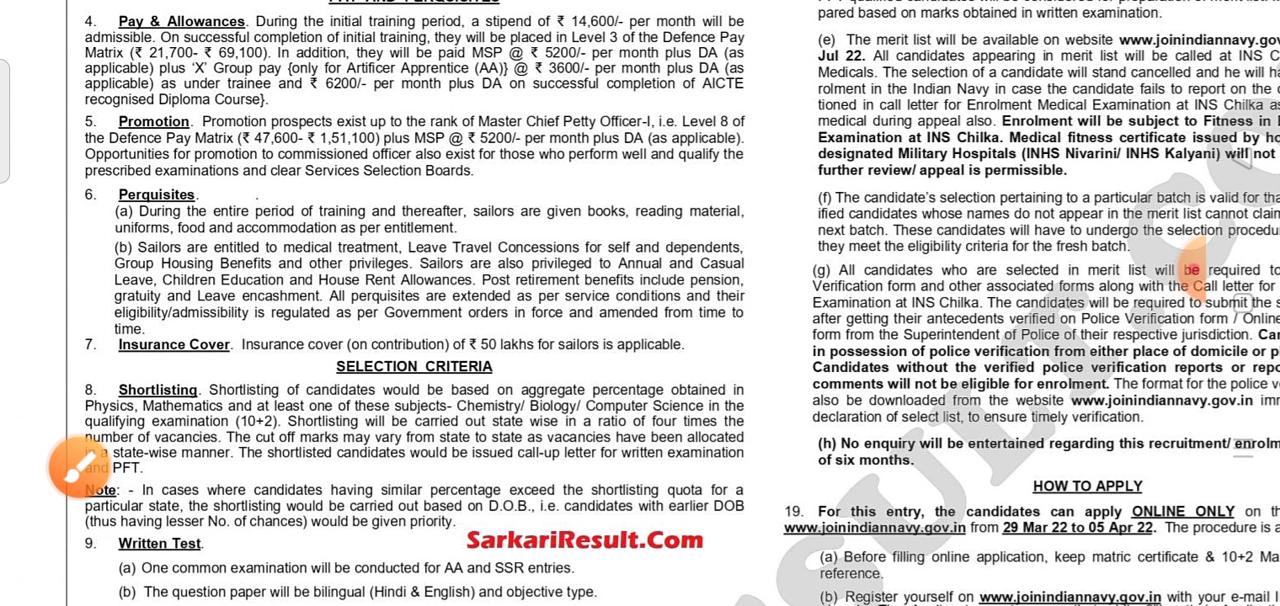 4. Pay & Allowances. During the initial training period, a stipend of ₹ 14,600/- per month will be
admissible. On successful completion of initial training, they will be placed in Level 3 of the Defence Pay
Matrix (₹ 21,700- ₹ 69,100). In addition, they will be paid MSP @ ₹ 5200/- per month plus DA (as
applicable) plus 'X' Group pay {only for Artificer Apprentice (AA)} @ ₹ 3600/- per month plus DA (as
applicable) as under trainee and ₹ 6200/- per month plus DA on successful completion of AICTE
recognised Diploma Course}.
5. Promotion. Promotion prospects exist up to the rank of Master Chief Petty Officer-I, i.e. Level 8 of
the Defence Pay Matrix (₹ 47,600- ₹ 1,51,100) plus MSP @ ₹ 5200/- per month plus DA (as applicable).
Opportunities for promotion to commissioned officer also exist for those who perform well and qualify the
prescribed examinations and clear Services Selection Boards.
6. Perquisites.
(a) During the entire period of training and thereafter, sailors are given books, reading material,
uniforms, food and accommodation as per entitlement.
(b) Sailors are entitled to medical treatment, Leave Travel Concessions for self and dependents,
Group Housing Benefits and other privileges. Sailors are also privileged to Annual and Casual
Leave, Children Education and House Rent Allowances. Post retirement benefits include pension,
gratuity and Leave encashment. All perquisites are extended as per service conditions and their
eligibility/admissibility is regulated as per Government orders in force and amended from time to
time.
7. Insurance Cover. Insurance cover (on contribution) of ₹ 50 lakhs for sailors is applicable.
SELECTION CRITERIA
8. Shortlisting. Shortlisting of candidates would be based on aggregate percentage obtained in
Physics, Mathematics and at least one of these subjects- Chemistry/ Biology/ Computer Science in the
qualifying examination (10+2). Shortlisting will be carried out state wise in a ratio of four times the
number of vacancies. The cut off marks may vary from state to state as vacancies have been allocated
a state-wise manner. The shortlisted candidates would be issued call-up letter for written examination
and PFT.
Note: - In cases where candidates having similar percentage exceed the shortlisting quota for a
particular state, the shortlisting would be carried out based on D.O.B., i.e. candidates with earlier DOB
(thus having lesser No. of chances) would be given priority.
9. Written Test.
SarkariResult.Com
(a) One common examination will be conducted for AA and SSR entries.
(b) The question paper will be bilingual (Hindi & English) and objective type.
pared based on marks obtained in written examination.
(e) The merit list will be available on website www.joinindiannavy.gov
Jul 22. All candidates appearing in merit list will be called at INS C
Medicals. The selection of a candidate will stand cancelled and he will
rolment in the Indian Navy in case the candidate fails to report on the
tioned in call letter for Enrolment Medical Examination at INS Chilka as
medical during appeal also. Enrolment will be subject to Fitness in
Examination at INS Chilka. Medical fitness certificate issued by
designated Military Hospitals (INHS Nivarini/ INHS Kalyani) will not
further review/ appeal is permissible.
(f) The candidate's selection pertaining to a particular batch is valid for
ified candidates whose names do not appear in the merit list cannot
next batch. These candidates will have to undergo the selection
they meet the eligibility criteria for the fresh batch.
(g) All candidates who are selected in merit list will be required to
Verification form and other associated forms along with the Call letter for
Examination at INS Chilka. The candidates will be required to submit the
after getting their antecedents verified on Police Verification form / Online
form from the Superintendent of Police of their respective jurisdiction.
in possession of police verification from either place of domicile or
Candidates without the verified police verification reports or
comments will not be eligible for enrolment. The format for the police
also be downloaded from the website www.joinindiannavy.gov.in
declaration of select list, to ensure timely verification.
(h) No enquiry will be entertained regarding this recruitment/ enrolm
of six months.
HOW TO APPLY
19. For this entry, the candidates can apply ONLINE ONLY on
www.joinindiannavy.gov.in from 29 Mar 22 to 05 Apr 22. The procedure is
(a) Before filling online application, keep matric certificate & 10+2
reference.
(b) Register yourself on www.joinindiannavy.gov.in with your e-mail